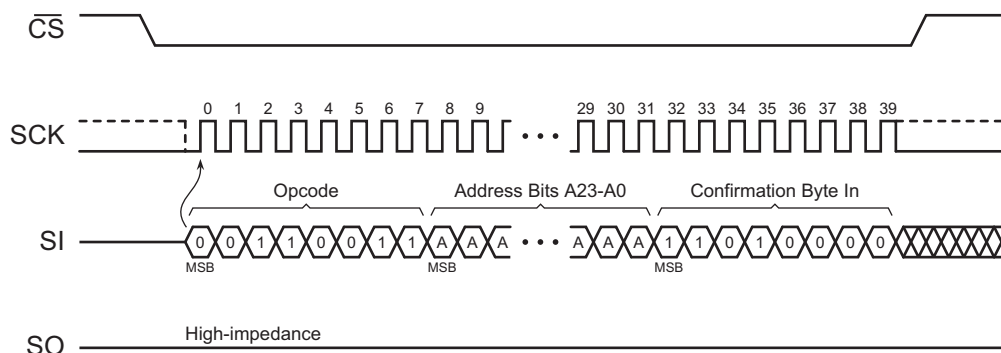 CS
0 1 2 3 4 5 6 7 8 9 29 30 31 32 33 34 35 36 37 38 39
SCK
Opcode Address Bits A23-A0 Confirmation Byte In
SI 0 0 1 1 0 0 1 1 A A A A A A 1 1 0 1 0 0 0 0
MSB MSB MSB
High-impedance
SO